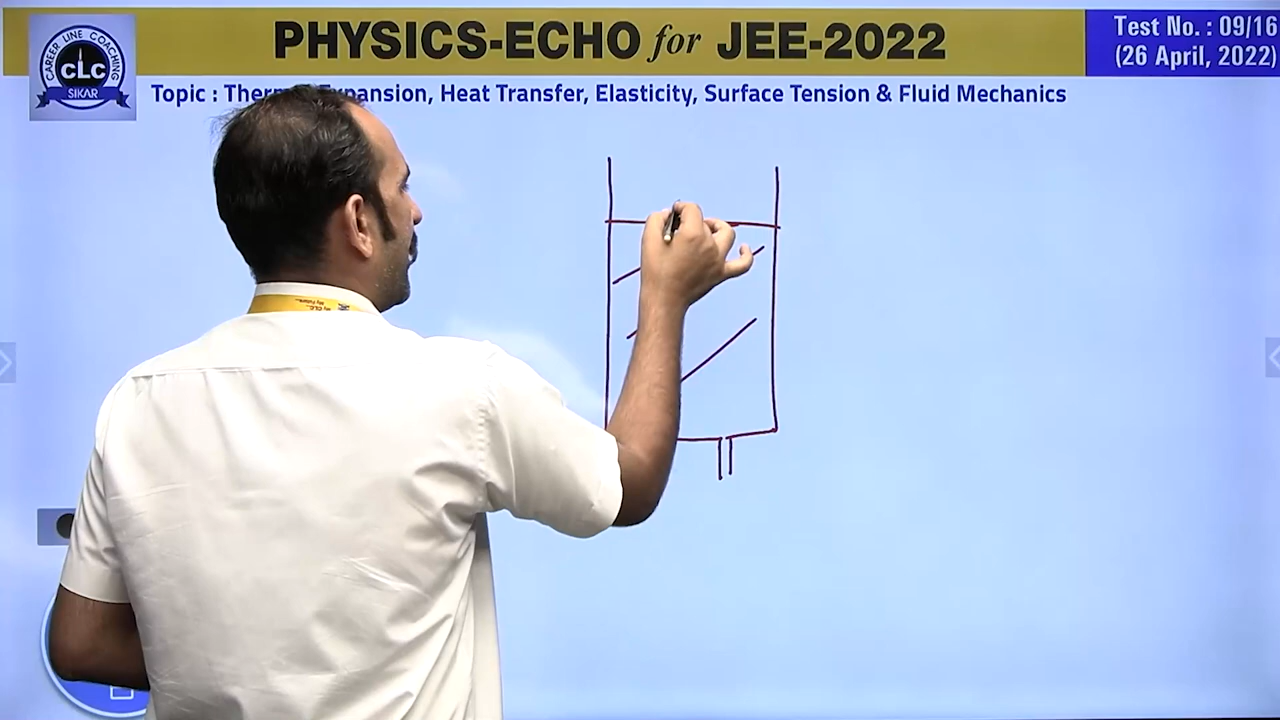 PHYSICS-ECHO for JEE-2022
Test No. : 09/16
(26 April, 2022)
CAREER LINE COACHING
CLC
SIKAR
Topic : Expansion, Heat Transfer, Elasticity, Surface Tension & Fluid Mechanics